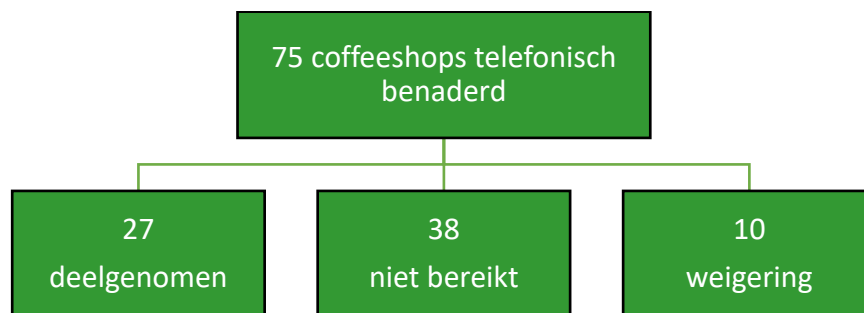 75 coffeeshops telefonisch
benaderd
27
deelgenomen
38
niet bereikt
10
weigering